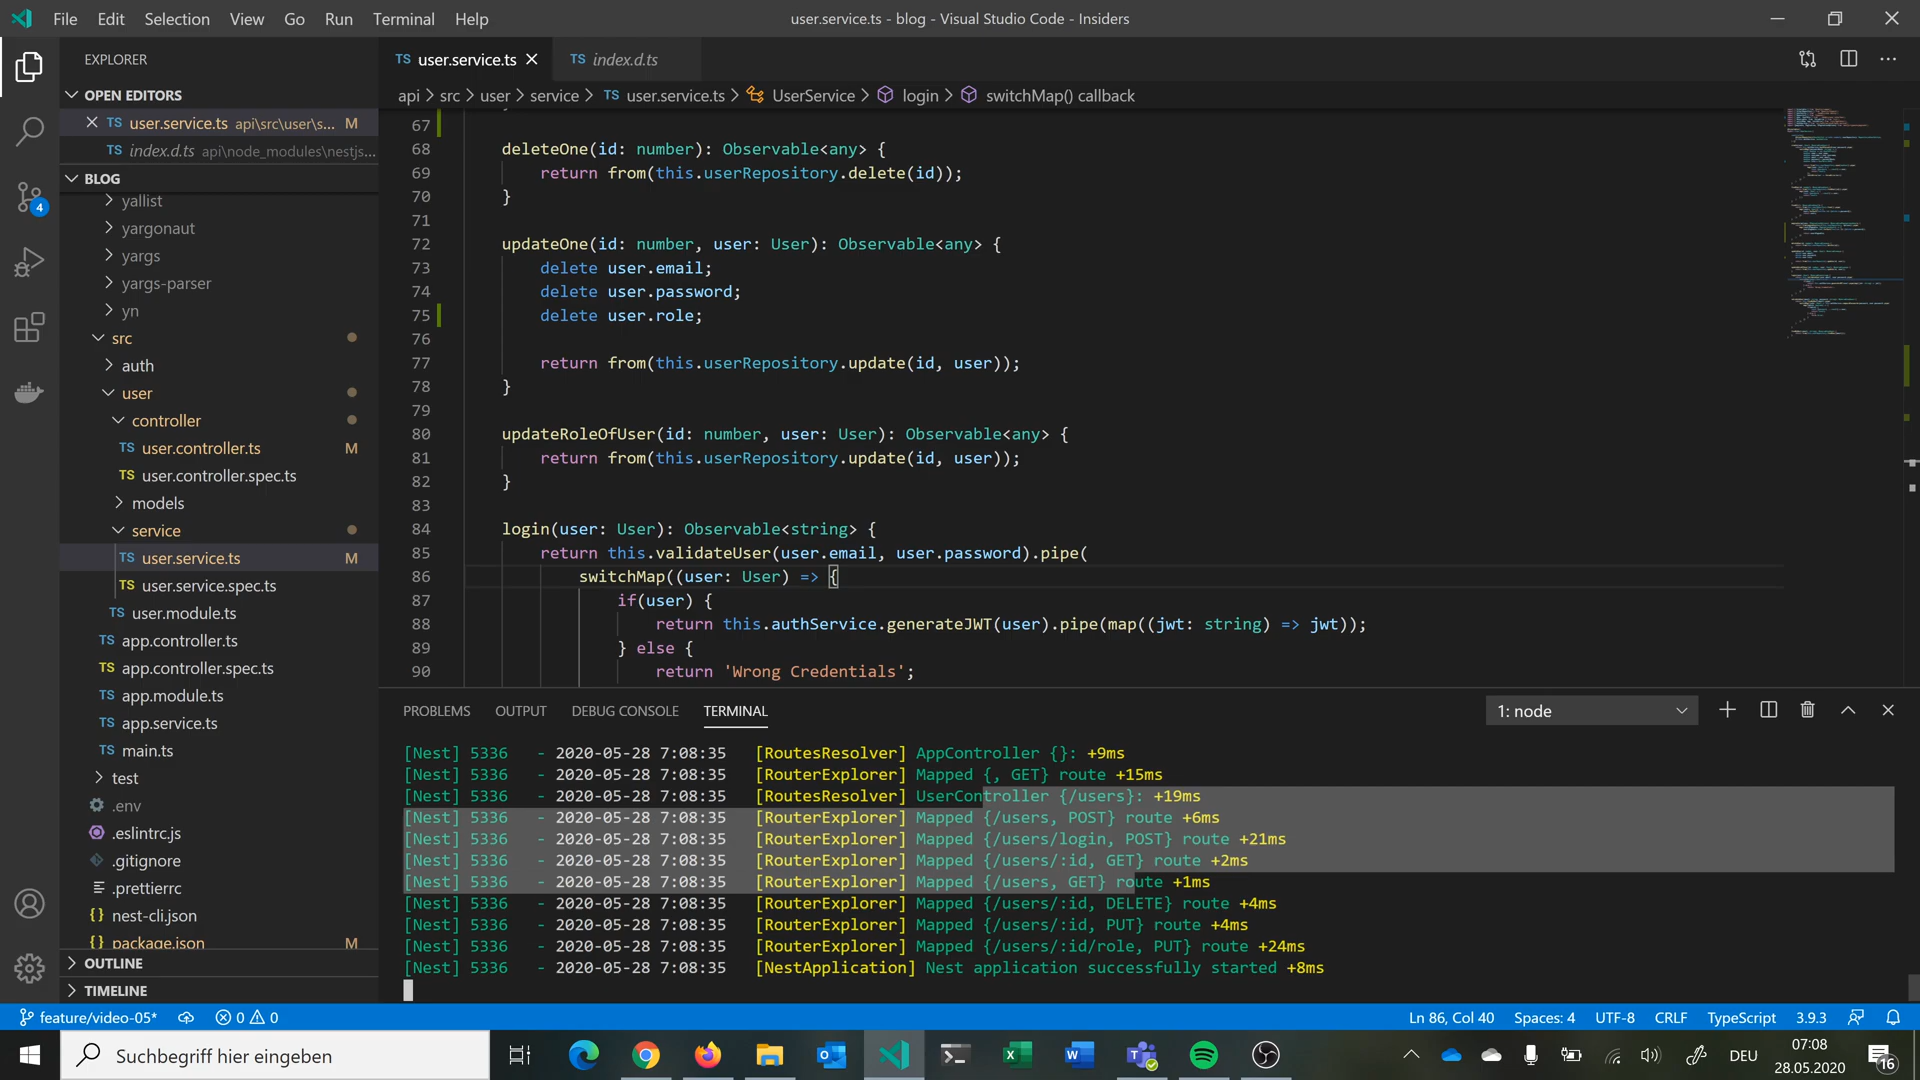 File Edit Selection View Go Run Terminal Help
user.service.ts - blog - Visual Studio Code - Insiders
EXPLORER
OPEN EDITORS
TS user.service.ts api\src\user\s... M
TS index.d.ts api\node_modules\nestjs...
BLOG
yallist
yargonaut
yargs
yargs-parser
yn
src
auth
user
controller
TS user.controller.ts M
TS user.controller.spec.ts
models
service
TS user.service.ts M
TS user.service.spec.ts
TS user.module.ts
TS app.controller.ts
TS app.controller.spec.ts
TS app.module.ts
TS app.service.ts
TS main.ts
test
.env
.eslintrc.js
.gitignore
.prettierrc
{} nest-cli.json
{} package.json M
OUTLINE
TIMELINE
4
TS user.service.ts
TS index.d.ts
api > src > user > service > TS user.service.ts > UserService > login > switchMap() callback
67
68 deleteOne(id: number): Observable<any> {
69 return from(this.userRepository.delete(id));
70 }
71
72 updateOne(id: number, user: User): Observable<any> {
73 delete user.email;
74 delete user.password;
75 delete user.role;
76
77 return from(this.userRepository.update(id, user));
78 }
79
80 updateRoleOfUser(id: number, user: User): Observable<any> {
81 return from(this.userRepository.update(id, user));
82 }
83
84 login(user: User): Observable<string> {
85 return this.validateUser(user.email, user.password).pipe(
86 switchMap((user: User) => {
87 if(user) {
88 return this.authService.generateJWT(user).pipe(map((jwt: string) => jwt));
89 } else {
90 return 'Wrong Credentials';
PROBLEMS OUTPUT DEBUG CONSOLE TERMINAL
1: node
[Nest] 5336 - 2020-05-28 7:08:35 [RoutesResolver] AppController {}: +9ms
[Nest] 5336 - 2020-05-28 7:08:35 [RouterExplorer] Mapped {, GET} route +15ms
[Nest] 5336 - 2020-05-28 7:08:35 [RoutesResolver] UserController {/users}: +19ms
[Nest] 5336 - 2020-05-28 7:08:35 [RouterExplorer] Mapped {/users, POST} route +6ms
[Nest] 5336 - 2020-05-28 7:08:35 [RouterExplorer] Mapped {/users/login, POST} route +21ms
[Nest] 5336 - 2020-05-28 7:08:35 [RouterExplorer] Mapped {/users/:id, GET} route +2ms
[Nest] 5336 - 2020-05-28 7:08:35 [RouterExplorer] Mapped {/users, GET} route +1ms
[Nest] 5336 - 2020-05-28 7:08:35 [RouterExplorer] Mapped {/users/:id, DELETE} route +4ms
[Nest] 5336 - 2020-05-28 7:08:35 [RouterExplorer] Mapped {/users/:id, PUT} route +4ms
[Nest] 5336 - 2020-05-28 7:08:35 [RouterExplorer] Mapped {/users/:id/role, PUT} route +24ms
[Nest] 5336 - 2020-05-28 7:08:35 [NestApplication] Nest application successfully started +8ms
feature/video-05* 0 0
Ln 86, Col 40 Spaces: 4 UTF-8 CRLF TypeScript 3.9.3
Suchbegriff hier eingeben
DEU
07:08
28.05.2020
16